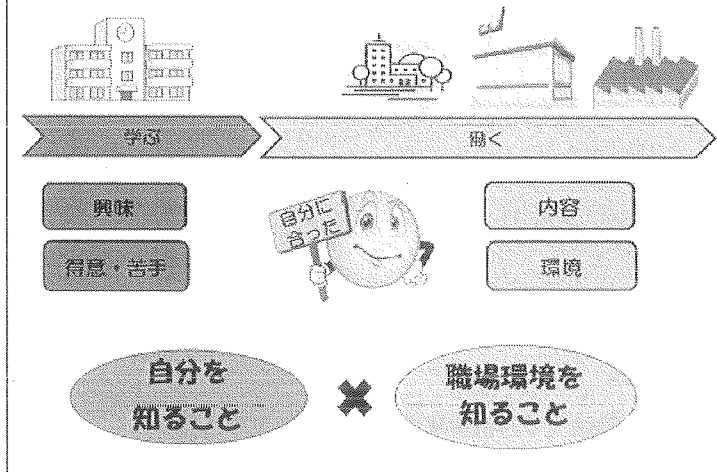 学ぶ
働く
興味
得意・苦手
自分に
合った
内容
環境
自分を
知ること
×
職場環境を
知ること